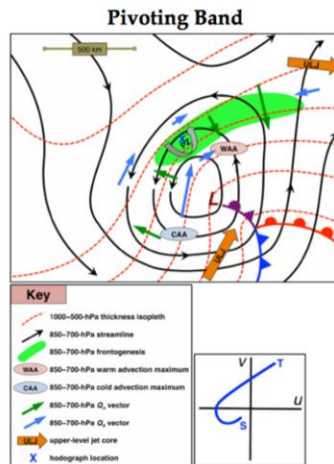 Pivoting Band
500 km
ULJ
WAA
X
L
CAA
ULJ
Key
1000–500-hPa thickness isopleth
850–700-hPa streamline
850–700-hPa frontogenesis
WAA 850–700-hPa warm advection maximum
CAA 850–700-hPa cold advection maximum
850–700-hPa Qn vector
850–700-hPa Qs vector
ULJ upper-level jet core
X hodograph location
v
T
u
S